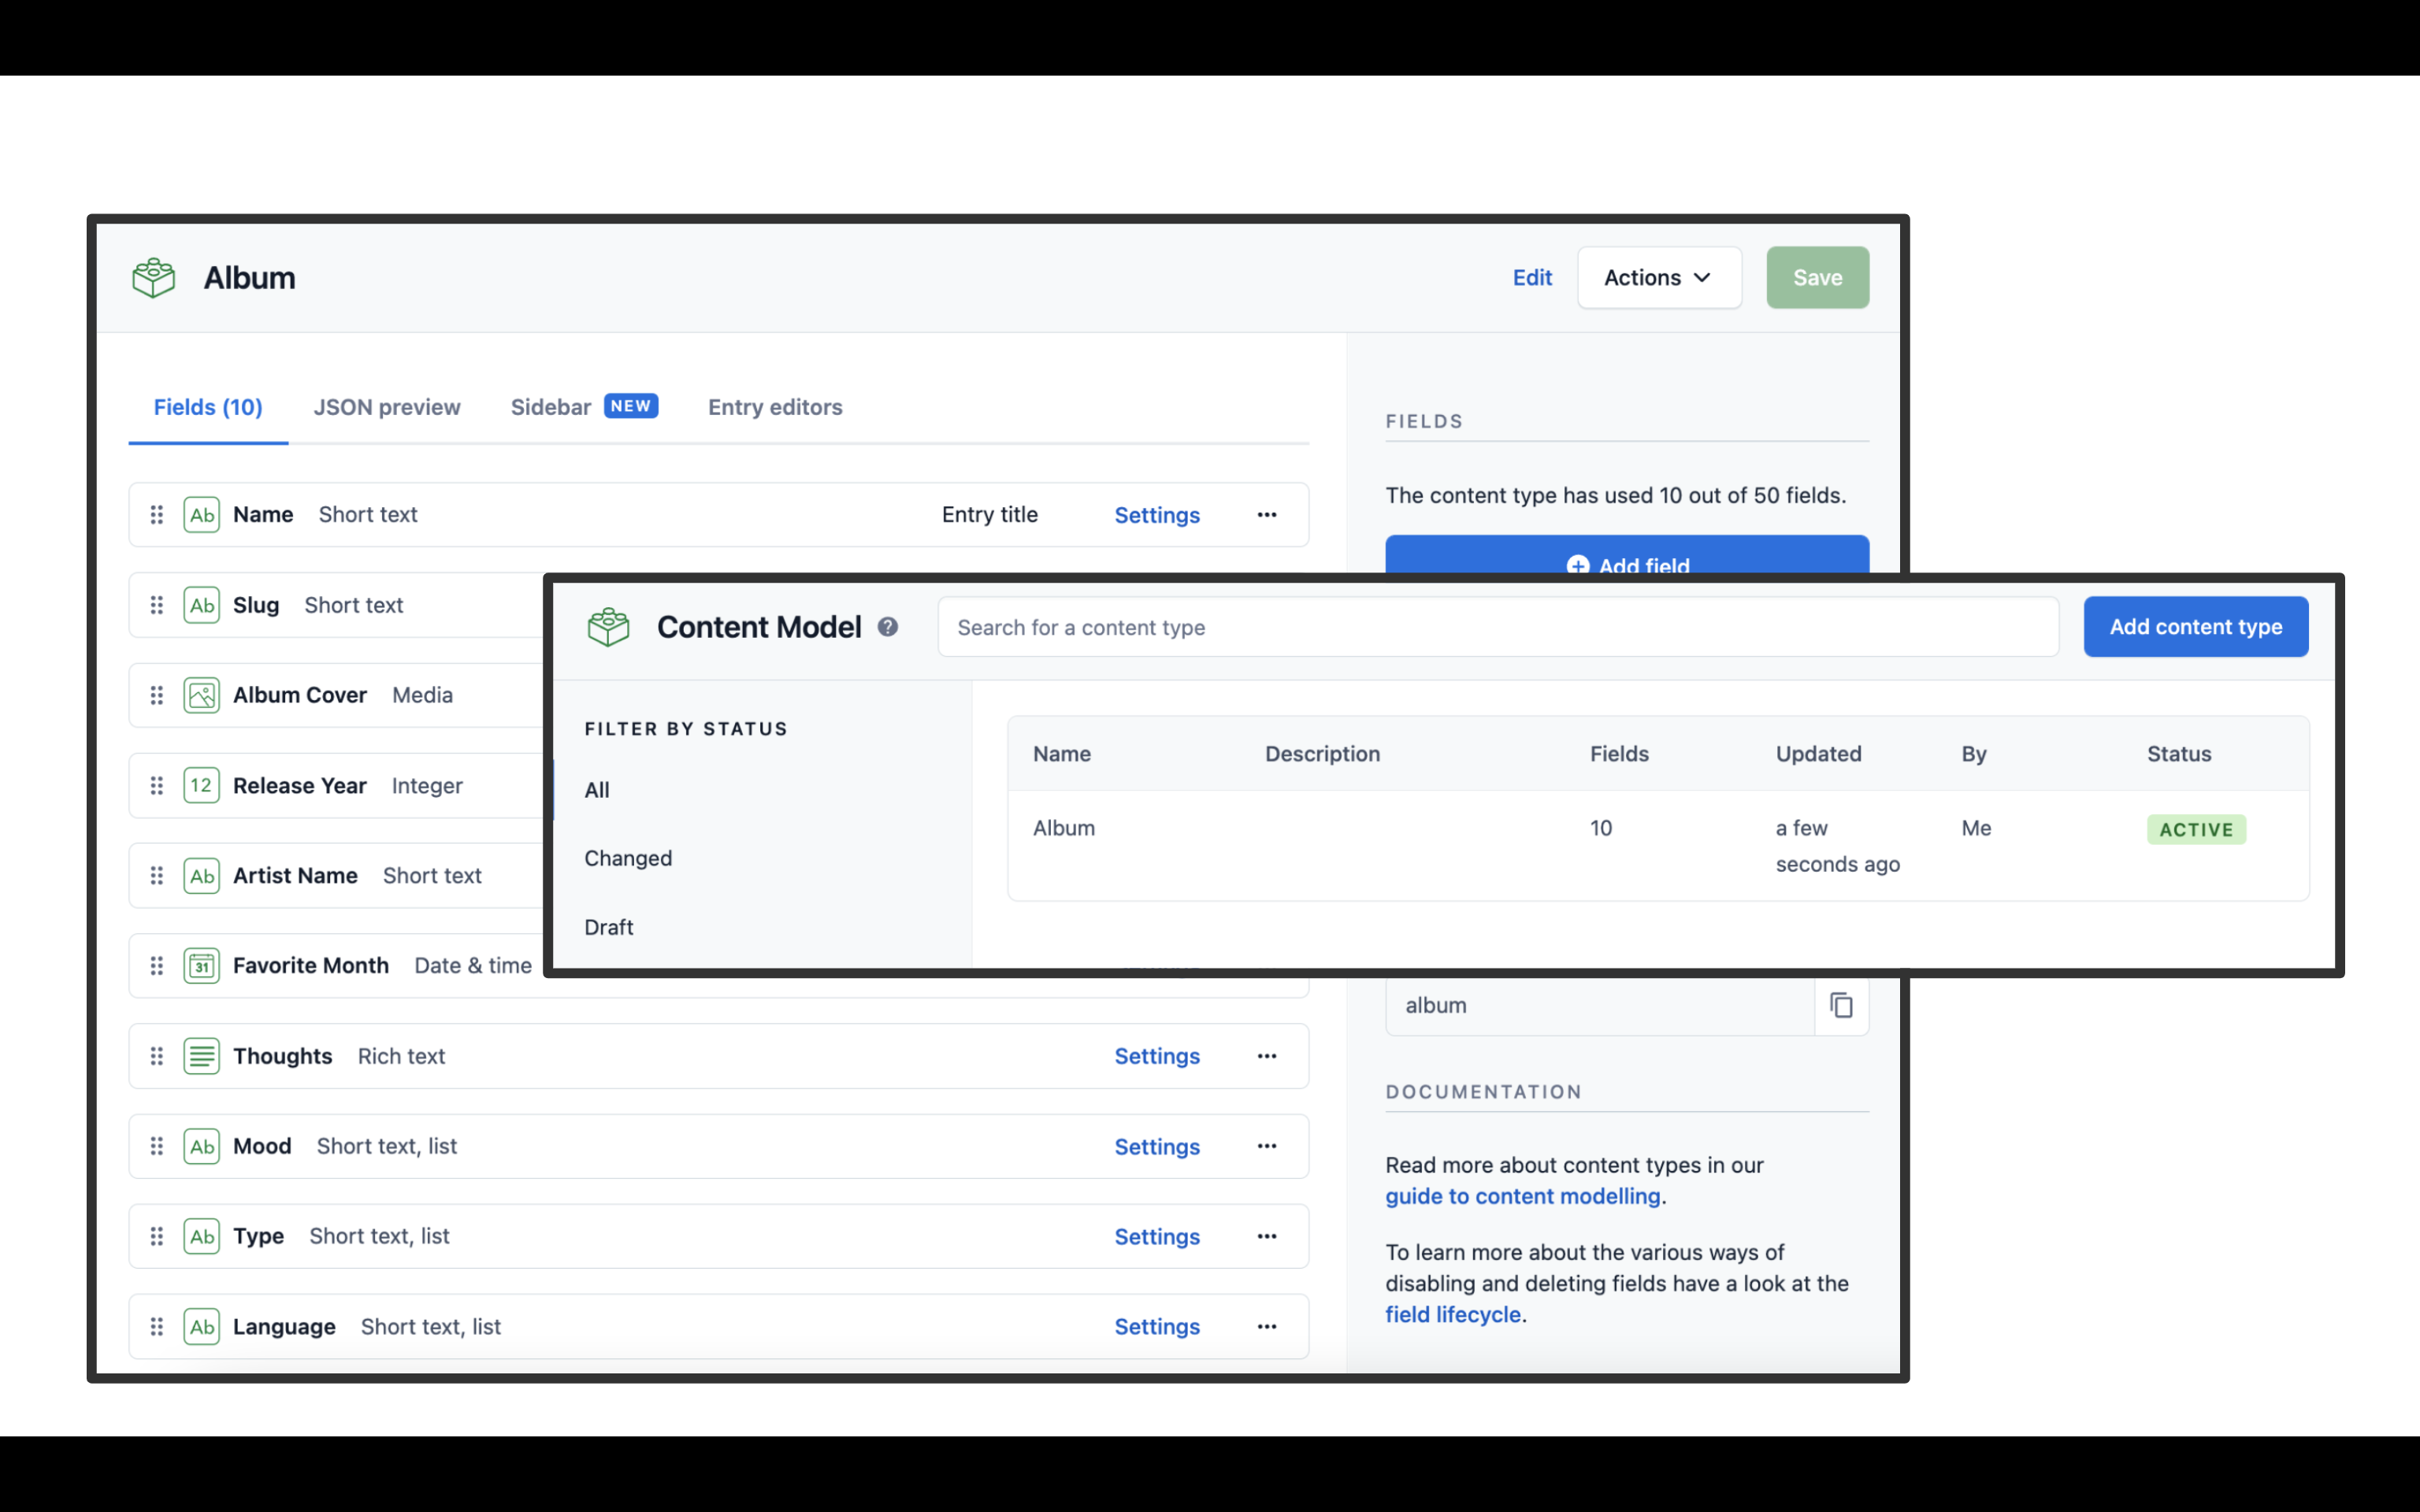 Album
Edit
Actions
Save
Fields (10)
JSON preview
Sidebar NEW
Entry editors
Ab Name Short text Entry title Settings
Ab Slug Short text
Album Cover Media
12 Release Year Integer
Ab Artist Name Short text
31 Favorite Month Date & time
Thoughts Rich text Settings
Ab Mood Short text, list Settings
Ab Type Short text, list Settings
Ab Language Short text, list Settings
FIELDS
The content type has used 10 out of 50 fields.
Add field
album
DOCUMENTATION
Read more about content types in our
guide to content modelling.
To learn more about the various ways of
disabling and deleting fields have a look at the
field lifecycle.
Content Model ?
Search for a content type
Add content type
FILTER BY STATUS
All
Changed
Draft
Name Description Fields Updated By Status
Album 10 a few Me ACTIVE
seconds ago